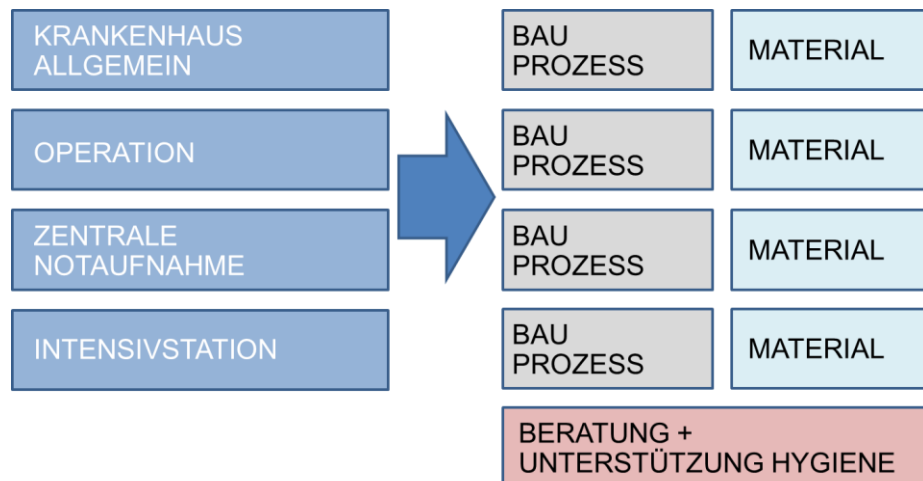 KRANKENHAUS
ALLGEMEIN
BAU
PROZESS
MATERIAL
OPERATION
BAU
PROZESS
MATERIAL
ZENTRALE
NOTAUFNAHME
BAU
PROZESS
MATERIAL
INTENSIVSTATION
BAU
PROZESS
MATERIAL
BERATUNG +
UNTERSTÜTZUNG HYGIENE